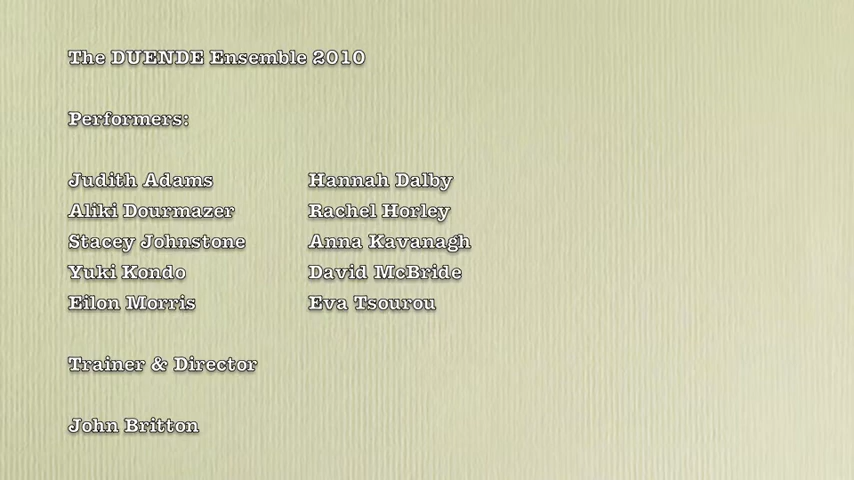 The DUENDE Ensemble 2010
Performers:
Judith Adams
Hannah Dalby
Aliki Dourmazer
Rachel Horley
Stacey Johnstone
Anna Kavanagh
Yuki Kondo
David McBride
Eilon Morris
Eva Tsourou
Trainer & Director
John Britton